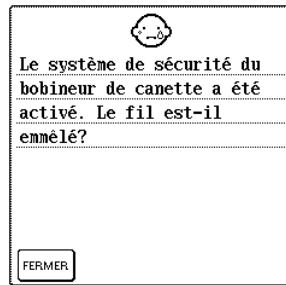 Le système de sécurité du
bobineur de canette a été
activé. Le fil est-il
emmêlé?
FERMER